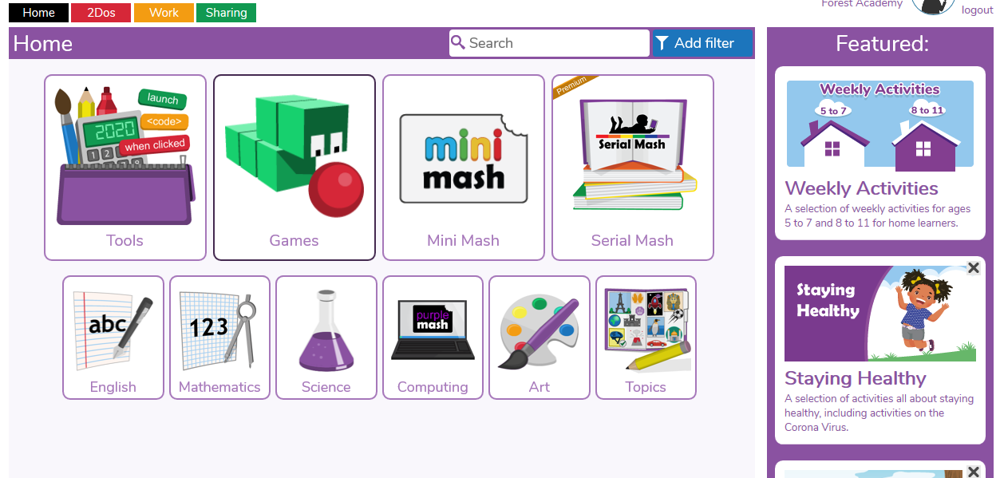 Home
2Dos
Work
Sharing
Forest Academy
logout
Home
Search
Add filter
launch
2020
<code>
1 2
when clicked
Tools
Games
mini
mash
Mini Mash
Premium
Serial Mash
Serial Mash
abc
English
123
Mathematics
Science
purple
mash
Computing
Art
Topics
Featured:
Weekly Activities
5 to 7
8 to 11
Weekly Activities
A selection of weekly activities for ages
5 to 7 and 8 to 11 for home learners.
Staying
Healthy
Staying Healthy
A selection of activities all about staying
healthy, including activities on the
Corona Virus.